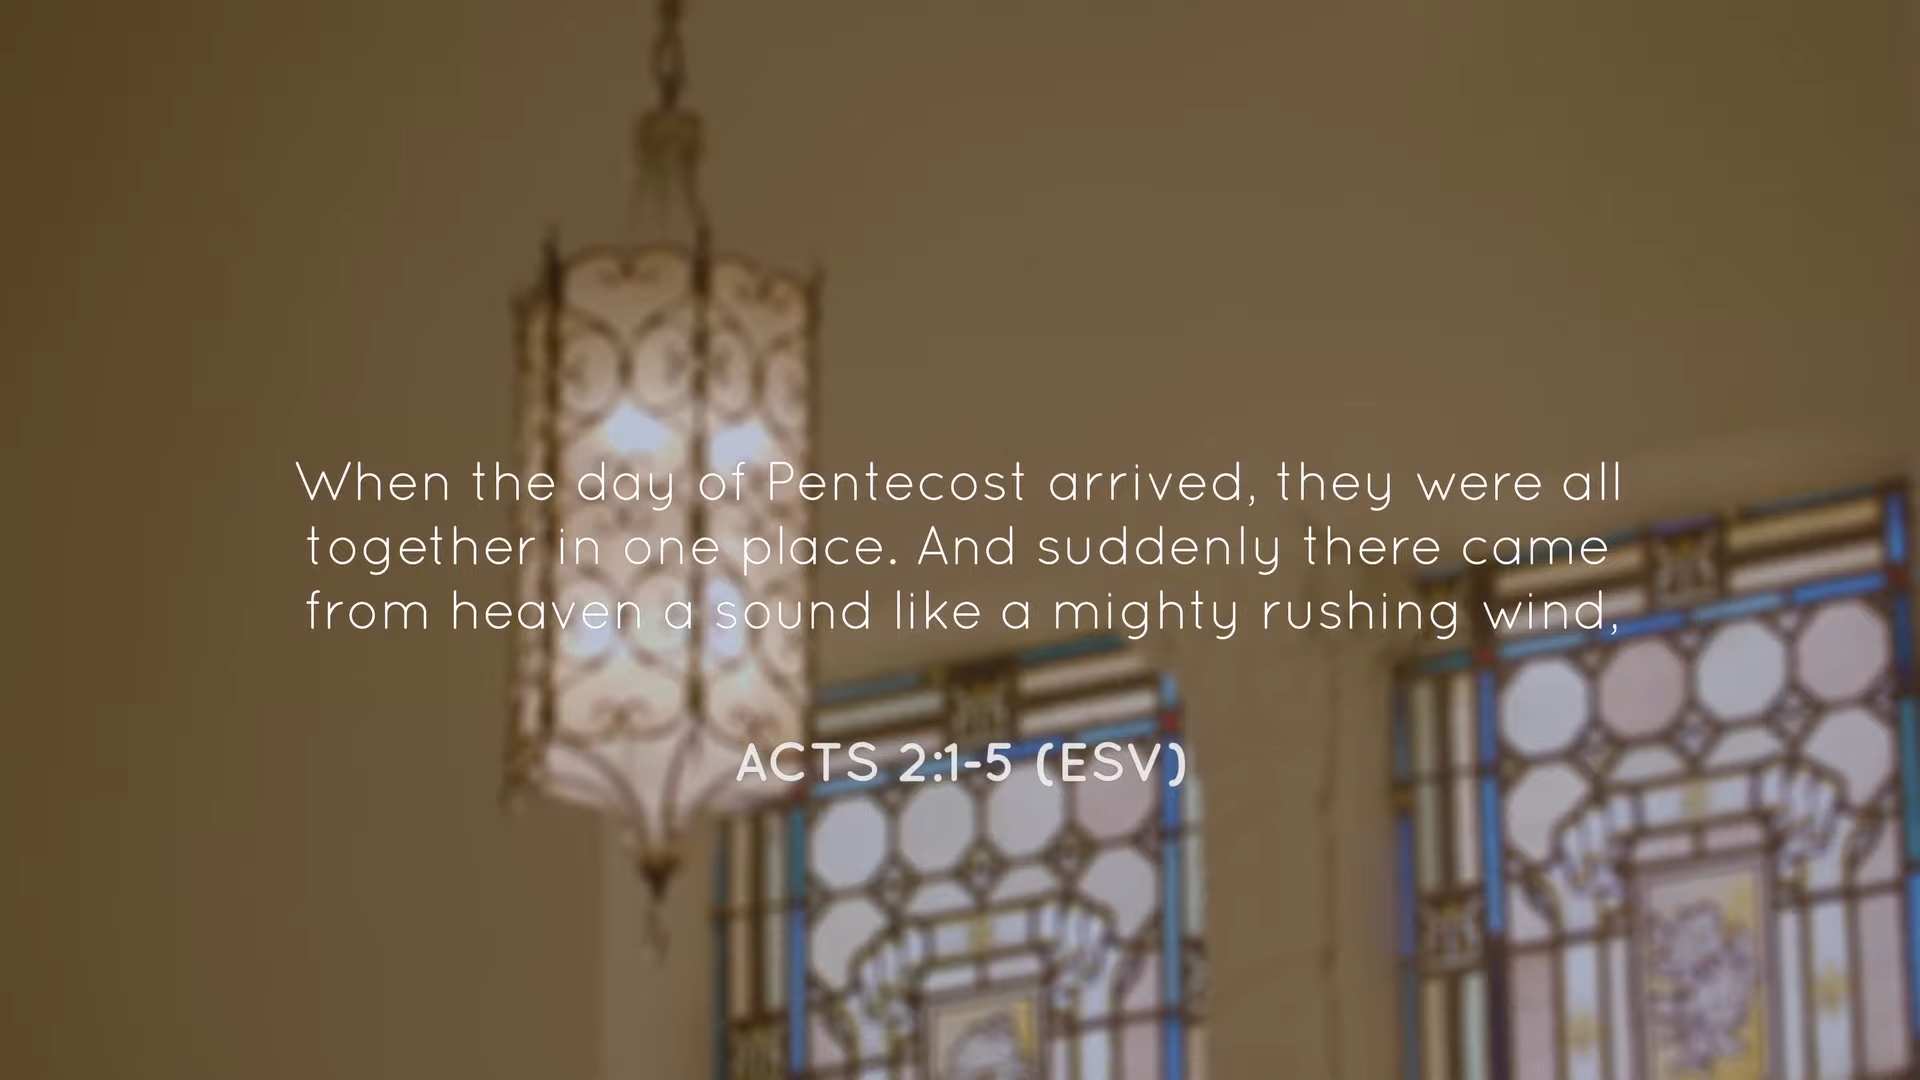 When the day of Pentecost arrived, they were all
together in one place. And suddenly there came
from heaven a sound like a mighty rushing wind,
ACTS 2:1-5 (ESV)